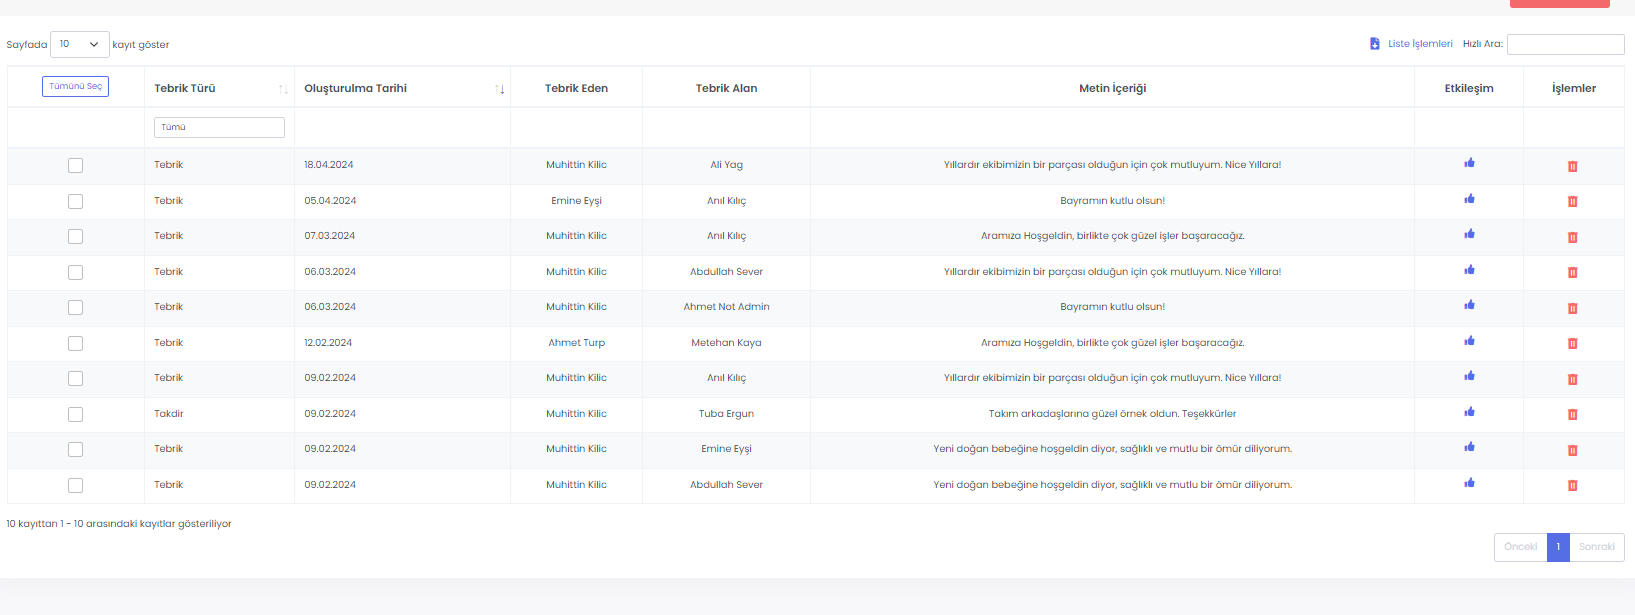 Sayfada 10 kayıt göster Liste İşlemleri Hızlı Ara:
Tümünü Seç Tebrik Türü Oluşturulma Tarihi Tebrik Eden Tebrik Alan Metin İçeriği Etkileşim İşlemler
Tümü
Tebrik 18.04.2024 Muhittin Kilic Ali Yag Yıllardır ekibimizin bir parçası olduğun için çok mutluyum. Nice Yıllara!
Tebrik 05.04.2024 Emine Eyşi Anıl Kılıç Bayramın kutlu olsun!
Tebrik 07.03.2024 Muhittin Kilic Anıl Kılıç Aramıza Hoşgeldin, birlikte çok güzel işler başaracağız.
Tebrik 06.03.2024 Muhittin Kilic Abdullah Sever Yıllardır ekibimizin bir parçası olduğun için çok mutluyum. Nice Yıllara!
Tebrik 06.03.2024 Muhittin Kilic Ahmet Not Admin Bayramın kutlu olsun!
Tebrik 12.02.2024 Ahmet Turp Metehan Kaya Aramıza Hoşgeldin, birlikte çok güzel işler başaracağız.
Tebrik 09.02.2024 Muhittin Kilic Anıl Kılıç Yıllardır ekibimizin bir parçası olduğun için çok mutluyum. Nice Yıllara!
Takdir 09.02.2024 Muhittin Kilic Tuba Ergun Takım arkadaşlarına güzel örnek oldun. Teşekkürler
Tebrik 09.02.2024 Muhittin Kilic Emine Eyşi Yeni doğan bebeğine hoşgeldin diyor, sağlıklı ve mutlu bir ömür diliyorum.
Tebrik 09.02.2024 Muhittin Kilic Abdullah Sever Yeni doğan bebeğine hoşgeldin diyor, sağlıklı ve mutlu bir ömür diliyorum.
10 kayıttan 1 - 10 arasındaki kayıtlar gösteriliyor
Önceki 1 Sonraki